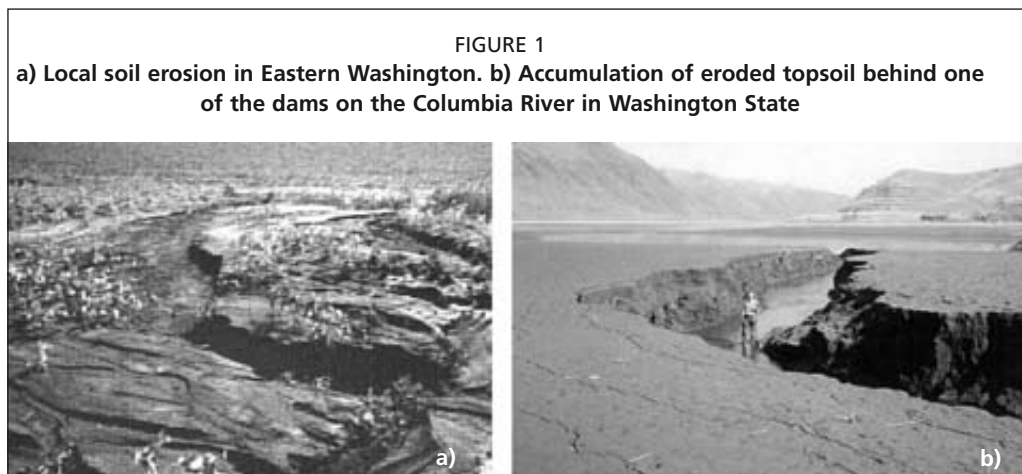 FIGURE 1
a) Local soil erosion in Eastern Washington. b) Accumulation of eroded topsoil behind one
of the dams on the Columbia River in Washington State
a)
b)